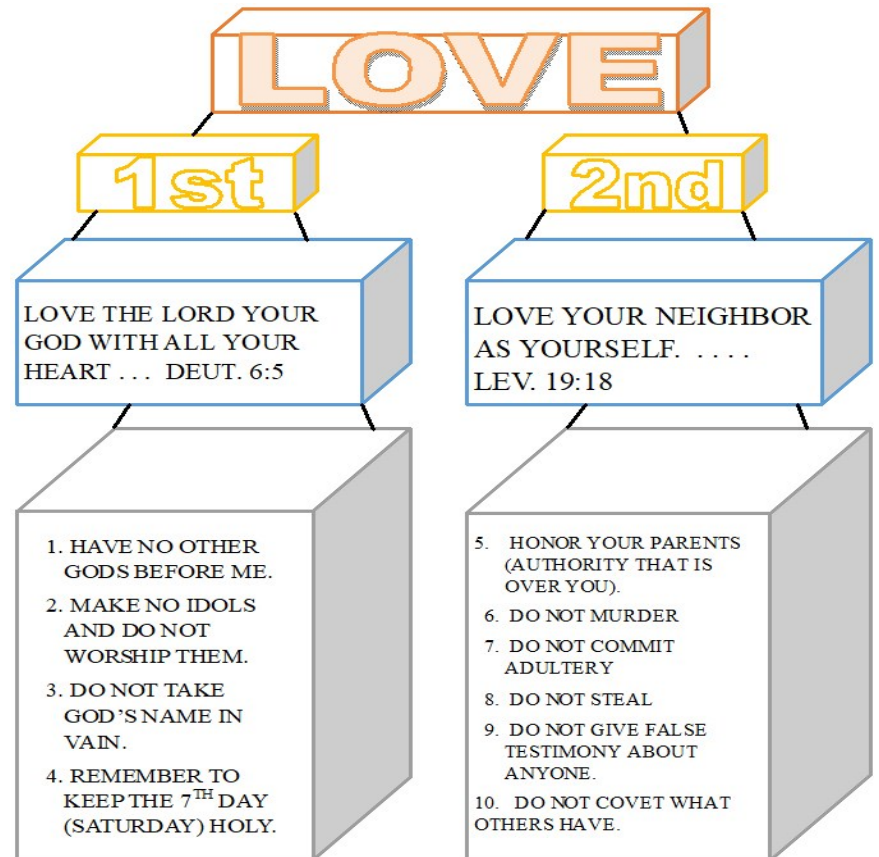 LOVE
1st
LOVE THE LORD YOUR
GOD WITH ALL YOUR
HEART . . . DEUT. 6:5
1. HAVE NO OTHER
GODS BEFORE ME.
2. MAKE NO IDOLS
AND DO NOT
WORSHIP THEM.
3. DO NOT TAKE
GOD'S NAME IN
VAIN.
4. REMEMBER TO
KEEP THE 7TH DAY
(SATURDAY) HOLY.
2nd
LOVE YOUR NEIGHBOR
AS YOURSELF. . . . .
LEV. 19:18
5. HONOR YOUR PARENTS
(AUTHORITY THAT IS
OVER YOU).
6. DO NOT MURDER
7. DO NOT COMMIT
ADULTERY
8. DO NOT STEAL
9. DO NOT GIVE FALSE
TESTIMONY ABOUT
ANYONE.
10. DO NOT COVET WHAT
OTHERS HAVE.